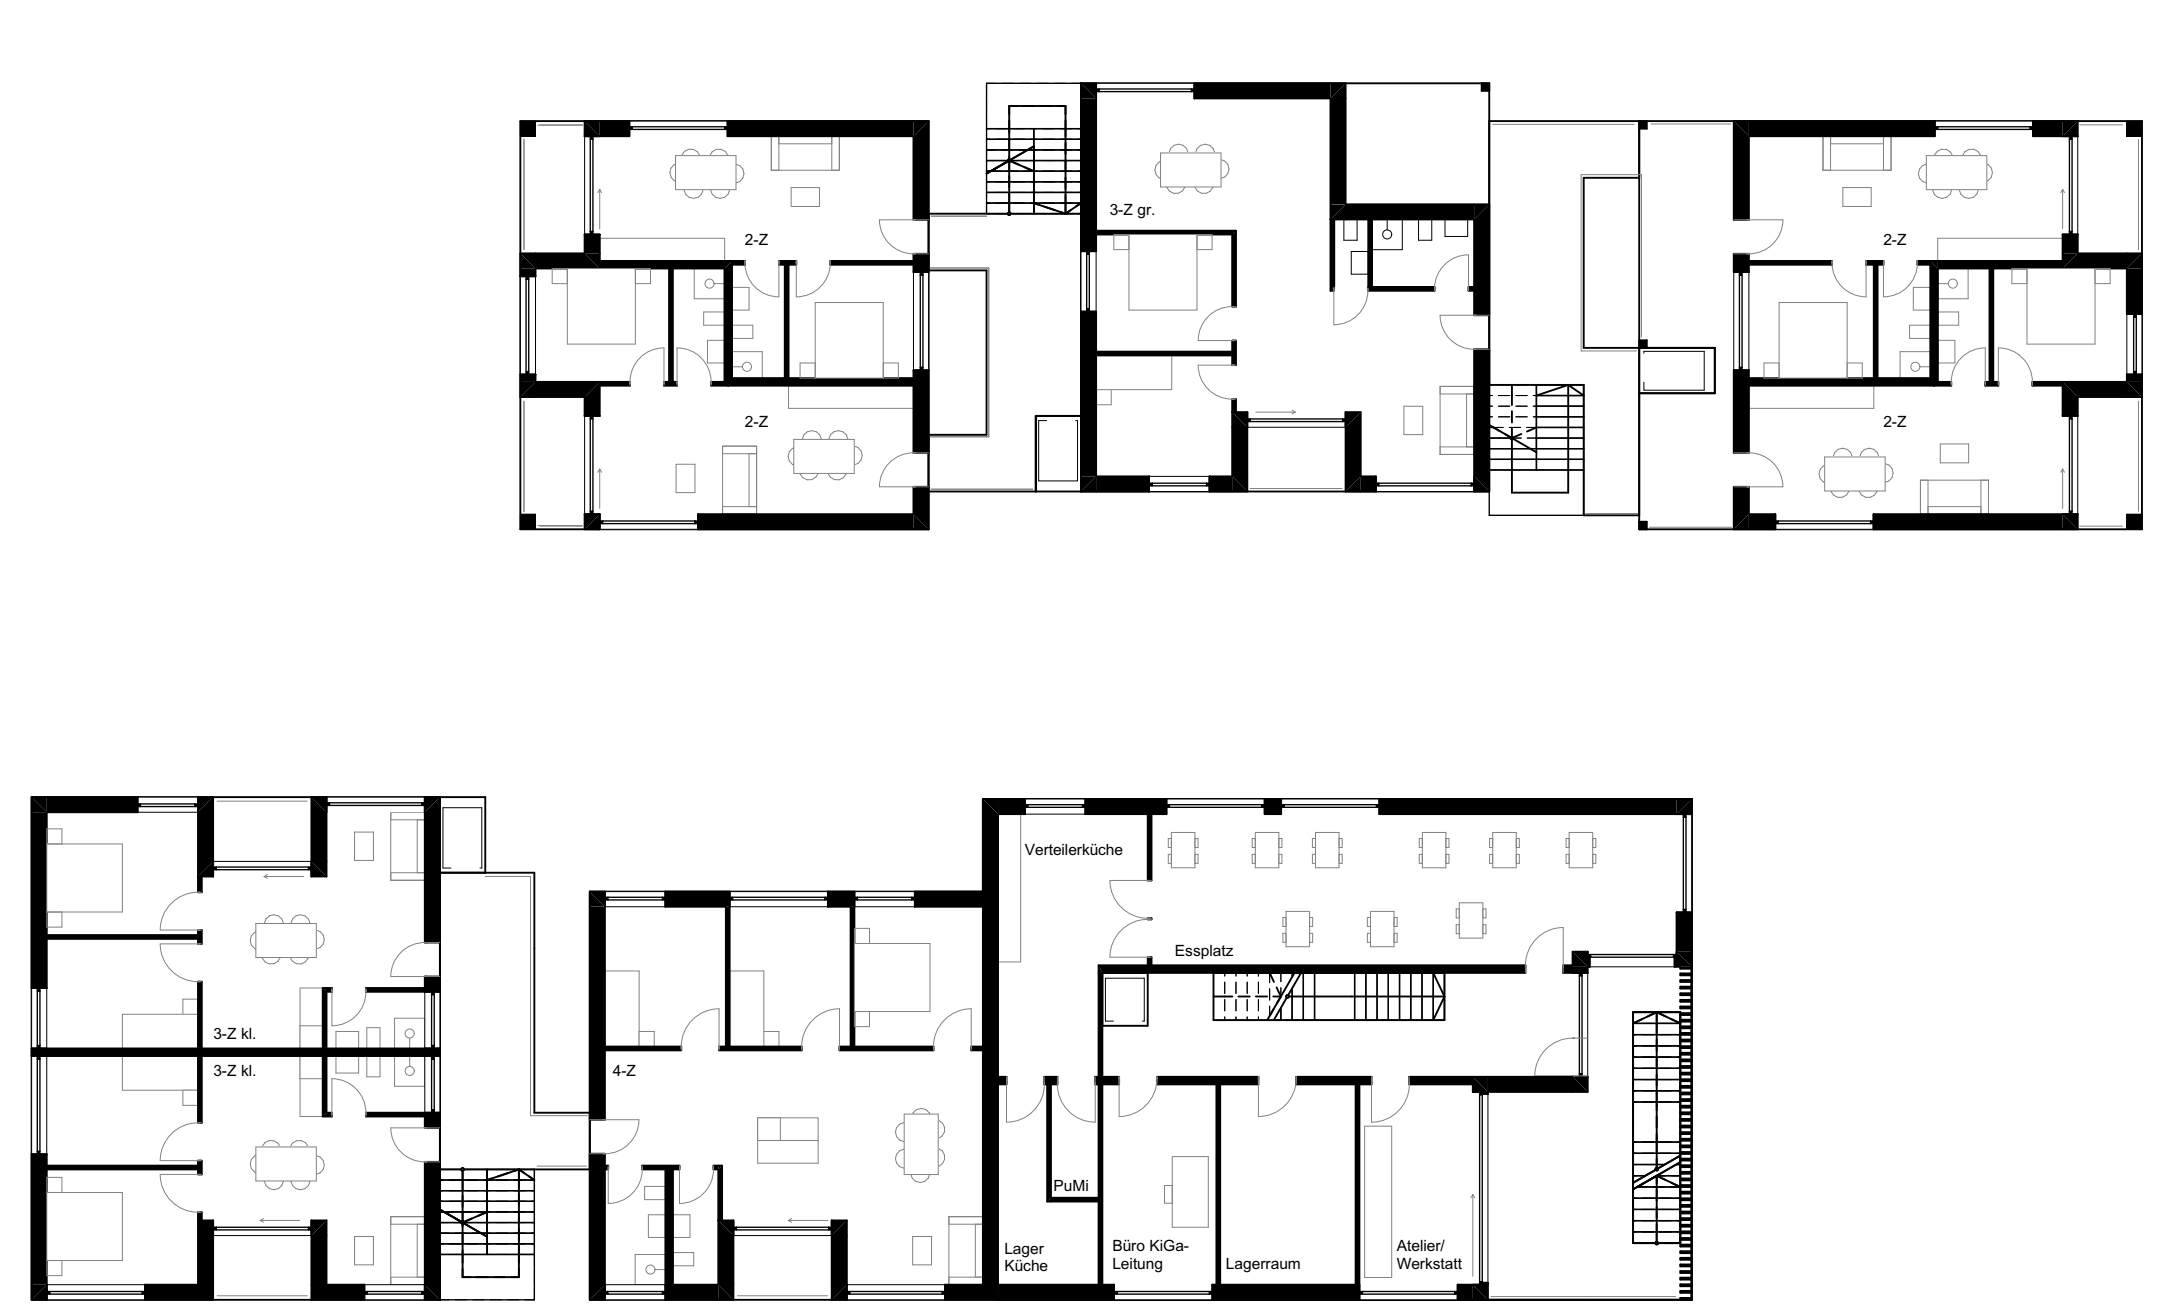 3-Z gr.
2-Z
2-Z
2-Z
2-Z
Verteilerküche
Essplatz
3-Z kl.
3-Z kl.
4-Z
PuMi
Lager
Küche
Büro KiGa-
Leitung
Lagerraum
Atelier/
Werkstatt